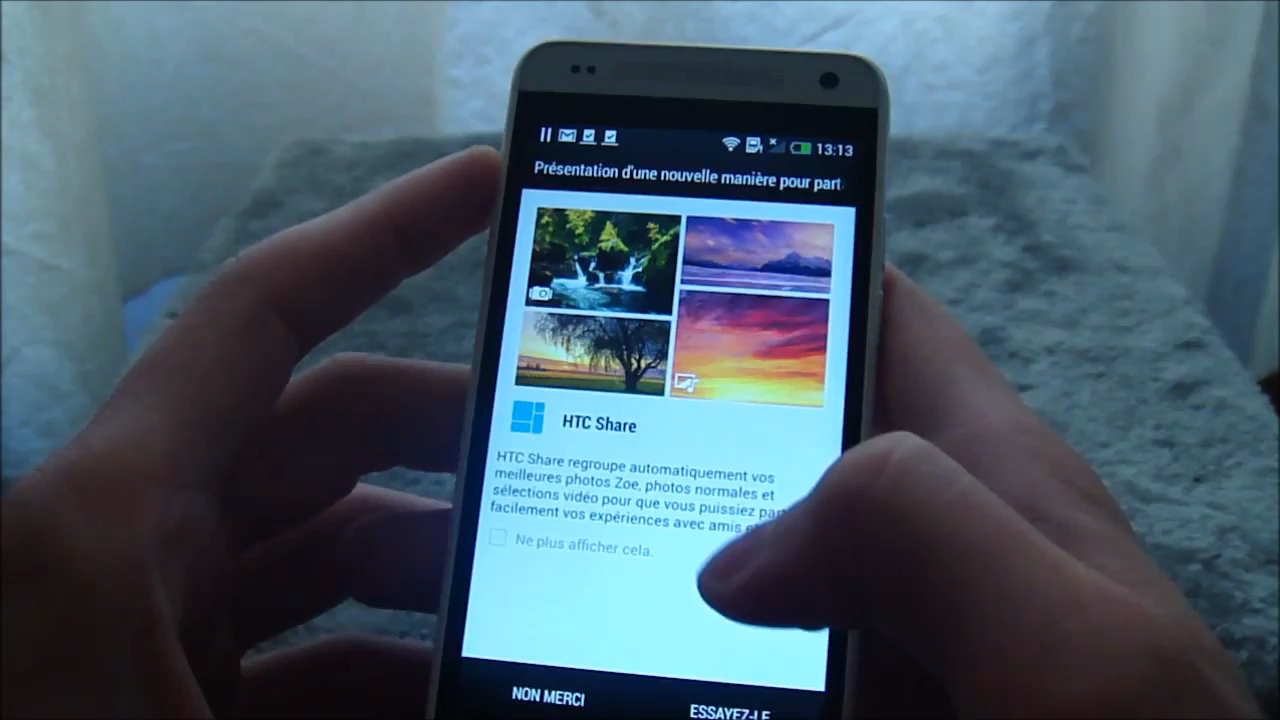 13:13
Présentation d'une nouvelle manière pour part
HTC Share
HTC Share regroupe automatiquement vos
meilleures photos Zoe, photos normales et
sélections vidéo pour que vous puissiez
facilement vos expériences avec amis
Ne plus afficher cela.
NON MERCI
ESSAYEZ-LE